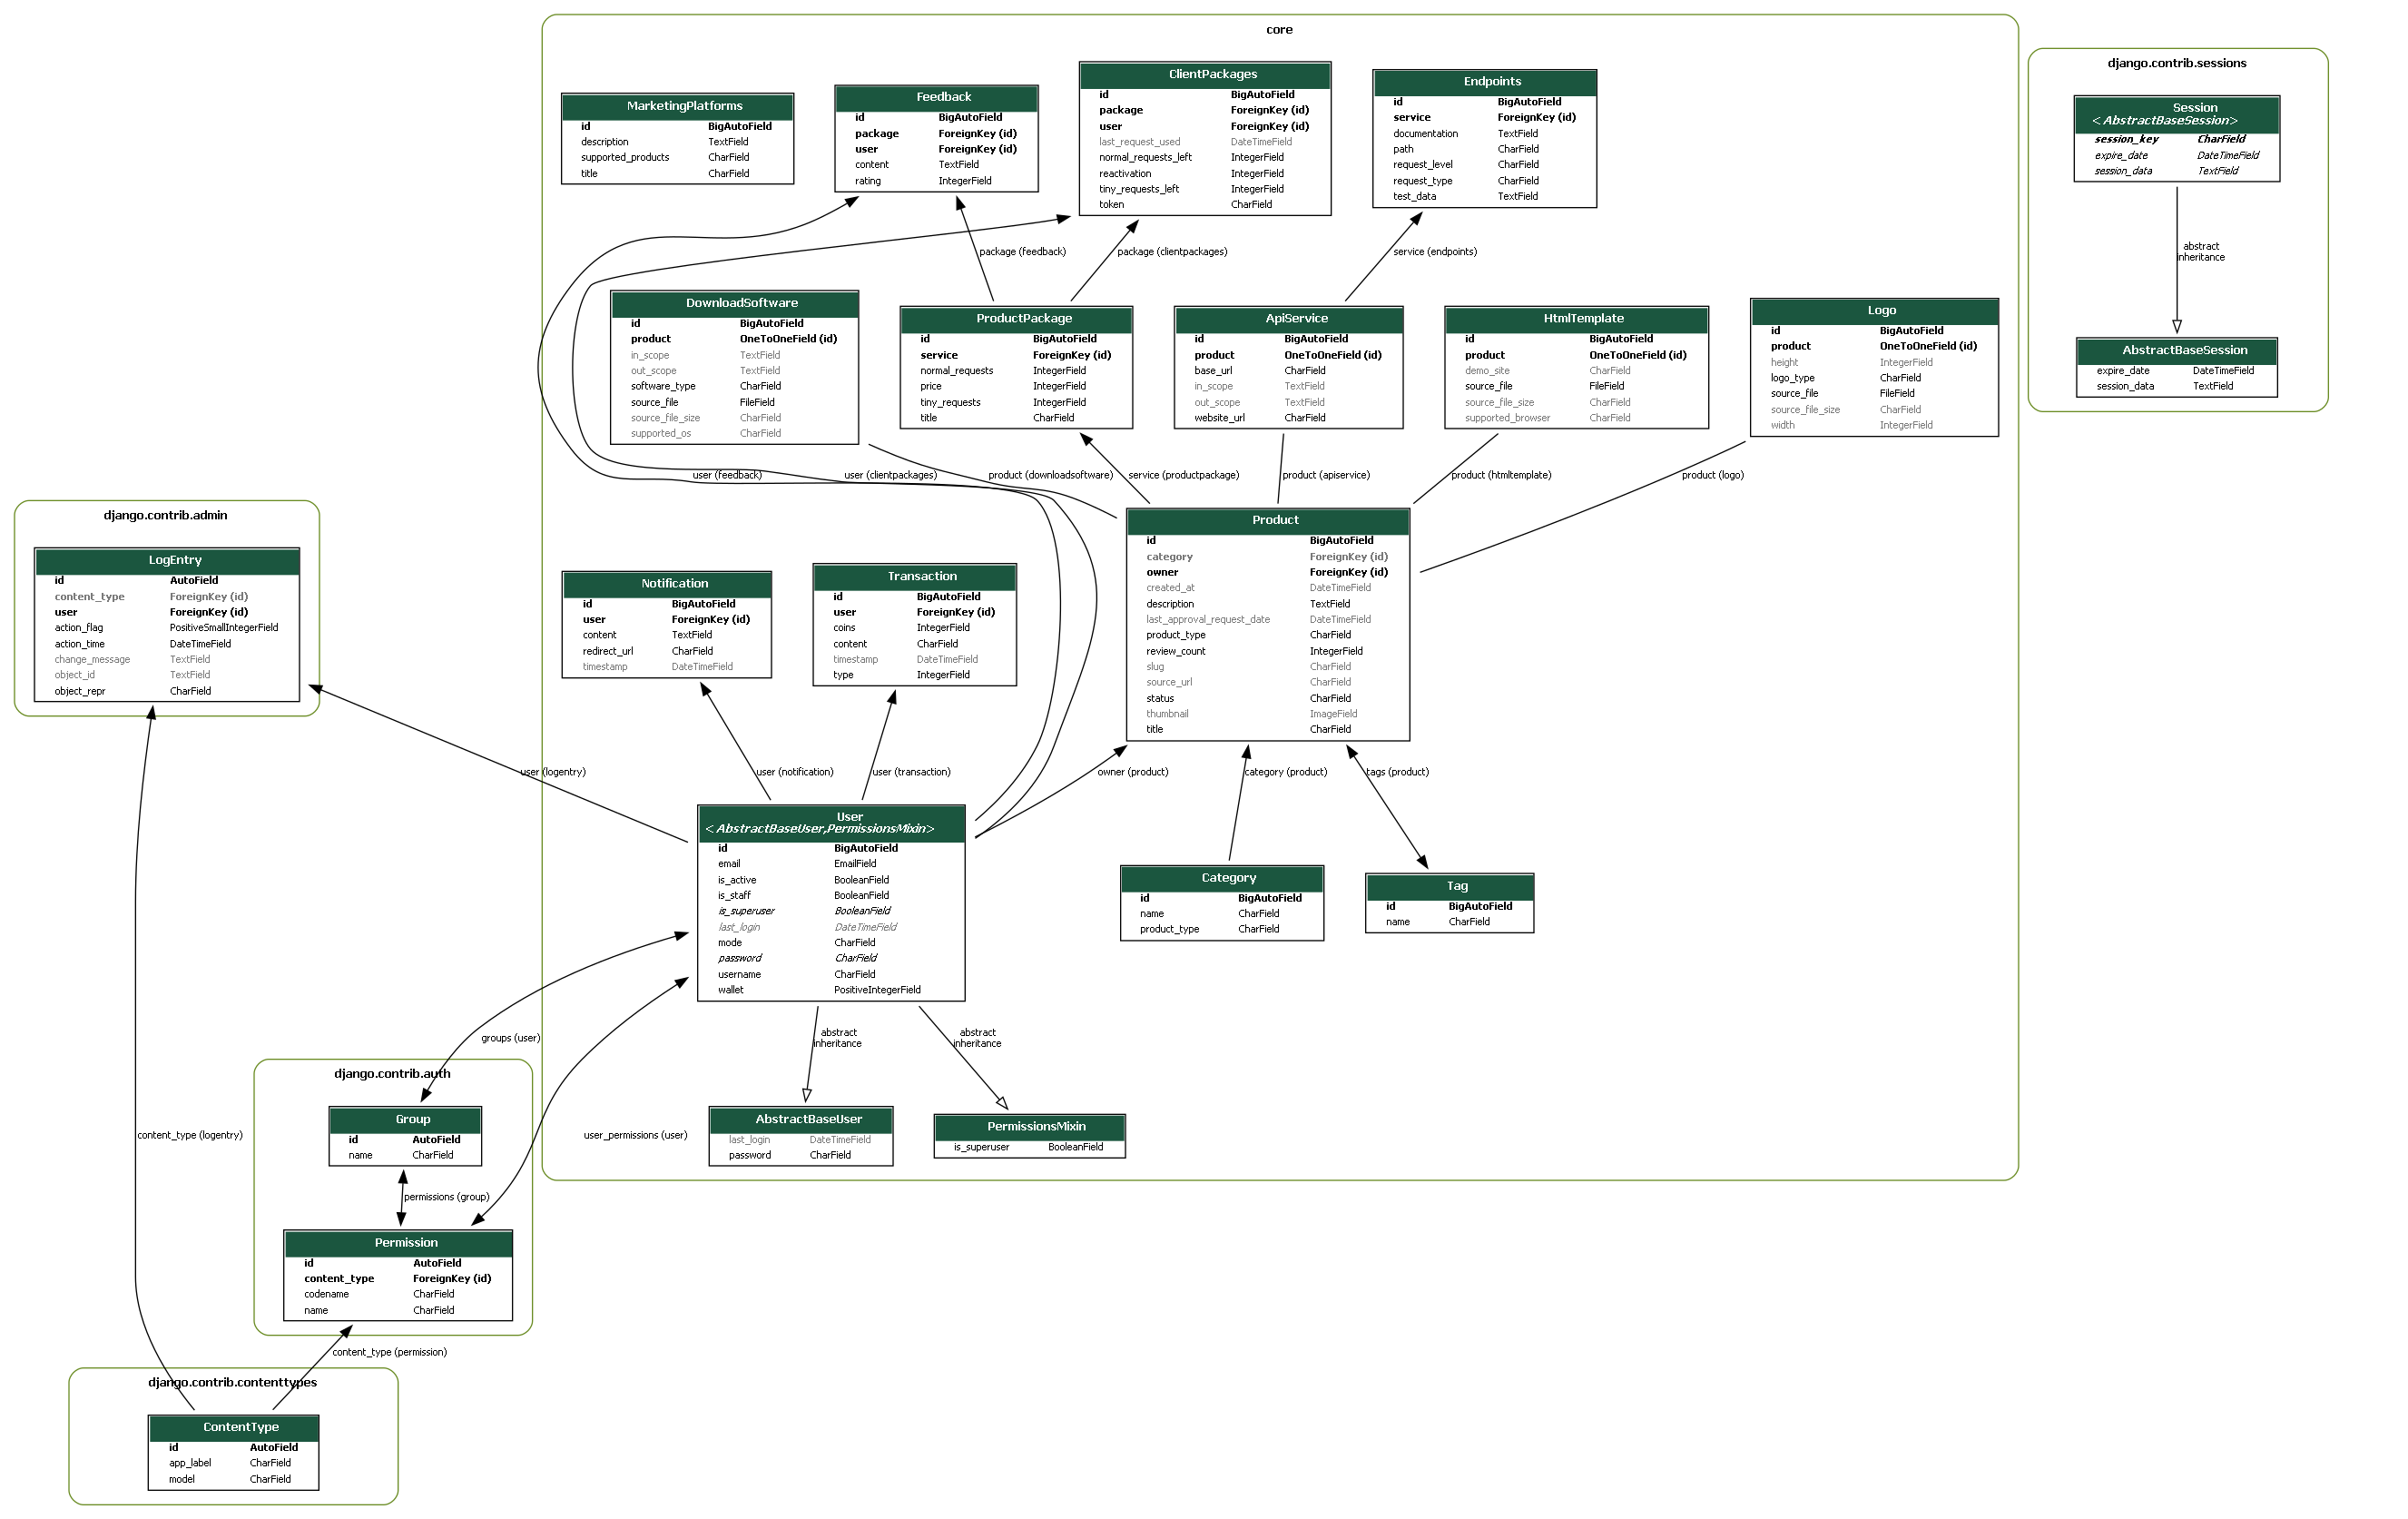 core
MarketingPlatforms
id BigAutoField
description TextField
supported_products CharField
title CharField
Feedback
id BigAutoField
package ForeignKey (id)
user ForeignKey (id)
content TextField
rating IntegerField
ClientPackages
id BigAutoField
package ForeignKey (id)
user ForeignKey (id)
last_request_used DateTimeField
normal_requests_left IntegerField
reactivation IntegerField
tiny_requests_left IntegerField
token CharField
Endpoints
id BigAutoField
service ForeignKey (id)
documentation TextField
path CharField
request_level CharField
request_type CharField
test_data TextField
django.contrib.sessions
Session
<AbstractBaseSession>
session_key CharField
expire_date DateTimeField
session_data TextField
abstract
inheritance
AbstractBaseSession
expire_date DateTimeField
session_data TextField
package (feedback)
package (clientpackages)
service (endpoints)
DownloadSoftware
id BigAutoField
product OneToOneField (id)
in_scope TextField
out_scope TextField
software_type CharField
source_file FileField
source_file_size CharField
supported_os CharField
ProductPackage
id BigAutoField
service ForeignKey (id)
normal_requests IntegerField
price IntegerField
tiny_requests IntegerField
title CharField
ApiService
id BigAutoField
product OneToOneField (id)
base_url CharField
in_scope TextField
out_scope TextField
website_url CharField
HtmlTemplate
id BigAutoField
product OneToOneField (id)
demo_site CharField
source_file FileField
source_file_size CharField
supported_browser CharField
Logo
id BigAutoField
product OneToOneField (id)
height IntegerField
logo_type CharField
source_file FileField
source_file_size CharField
width IntegerField
user (feedback)
user (clientpackages)
product (downloadsoftware)
service (productpackage)
product (apiservice)
product (htmltemplate)
product (logo)
django.contrib.admin
LogEntry
id AutoField
content_type ForeignKey (id)
user ForeignKey (id)
action_flag PositiveSmallIntegerField
action_time DateTimeField
change_message TextField
object_id TextField
object_repr CharField
Notification
id BigAutoField
user ForeignKey (id)
content TextField
redirect_url CharField
timestamp DateTimeField
Transaction
id BigAutoField
user ForeignKey (id)
coins IntegerField
content CharField
timestamp DateTimeField
type IntegerField
Product
id BigAutoField
category ForeignKey (id)
owner ForeignKey (id)
created_at DateTimeField
description TextField
last_approval_request_date DateTimeField
product_type CharField
review_count IntegerField
slug CharField
source_url CharField
status CharField
thumbnail ImageField
title CharField
user (logentry)
user (notification)
user (transaction)
owner (product)
category (product)
tags (product)
User
<AbstractBaseUser,PermissionsMixin>
id BigAutoField
email EmailField
is_active BooleanField
is_staff BooleanField
is_superuser BooleanField
last_login DateTimeField
mode CharField
password CharField
username CharField
wallet PositiveIntegerField
Category
id BigAutoField
name CharField
product_type CharField
Tag
id BigAutoField
name CharField
groups (user)
abstract
inheritance
abstract
inheritance
django.contrib.auth
Group
id AutoField
name CharField
content_type (logentry)
user_permissions (user)
AbstractBaseUser
last_login DateTimeField
password CharField
PermissionsMixin
is_superuser BooleanField
permissions (group)
Permission
id AutoField
content_type ForeignKey (id)
codename CharField
name CharField
content_type (permission)
django.contrib.contenttypes
ContentType
id AutoField
app_label CharField
model CharField